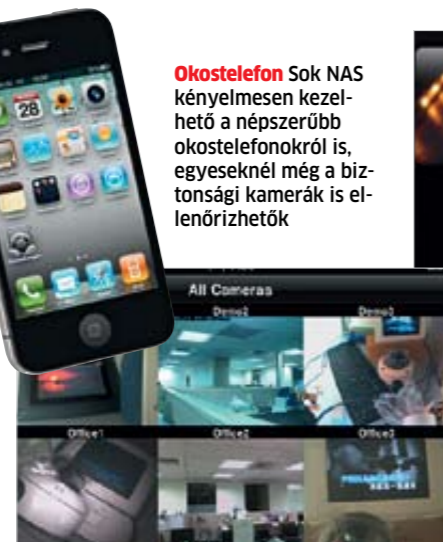 Okostelefon Sok NAS
kényelmesen kezel-
hető a népszerűbb
okostelefonokról is,
egyeseknél még a biz-
tonsági kamerák is el-
lenőrizhetők
28
All Cameras
Demo2
Demo3
Office1
Office2
Office3